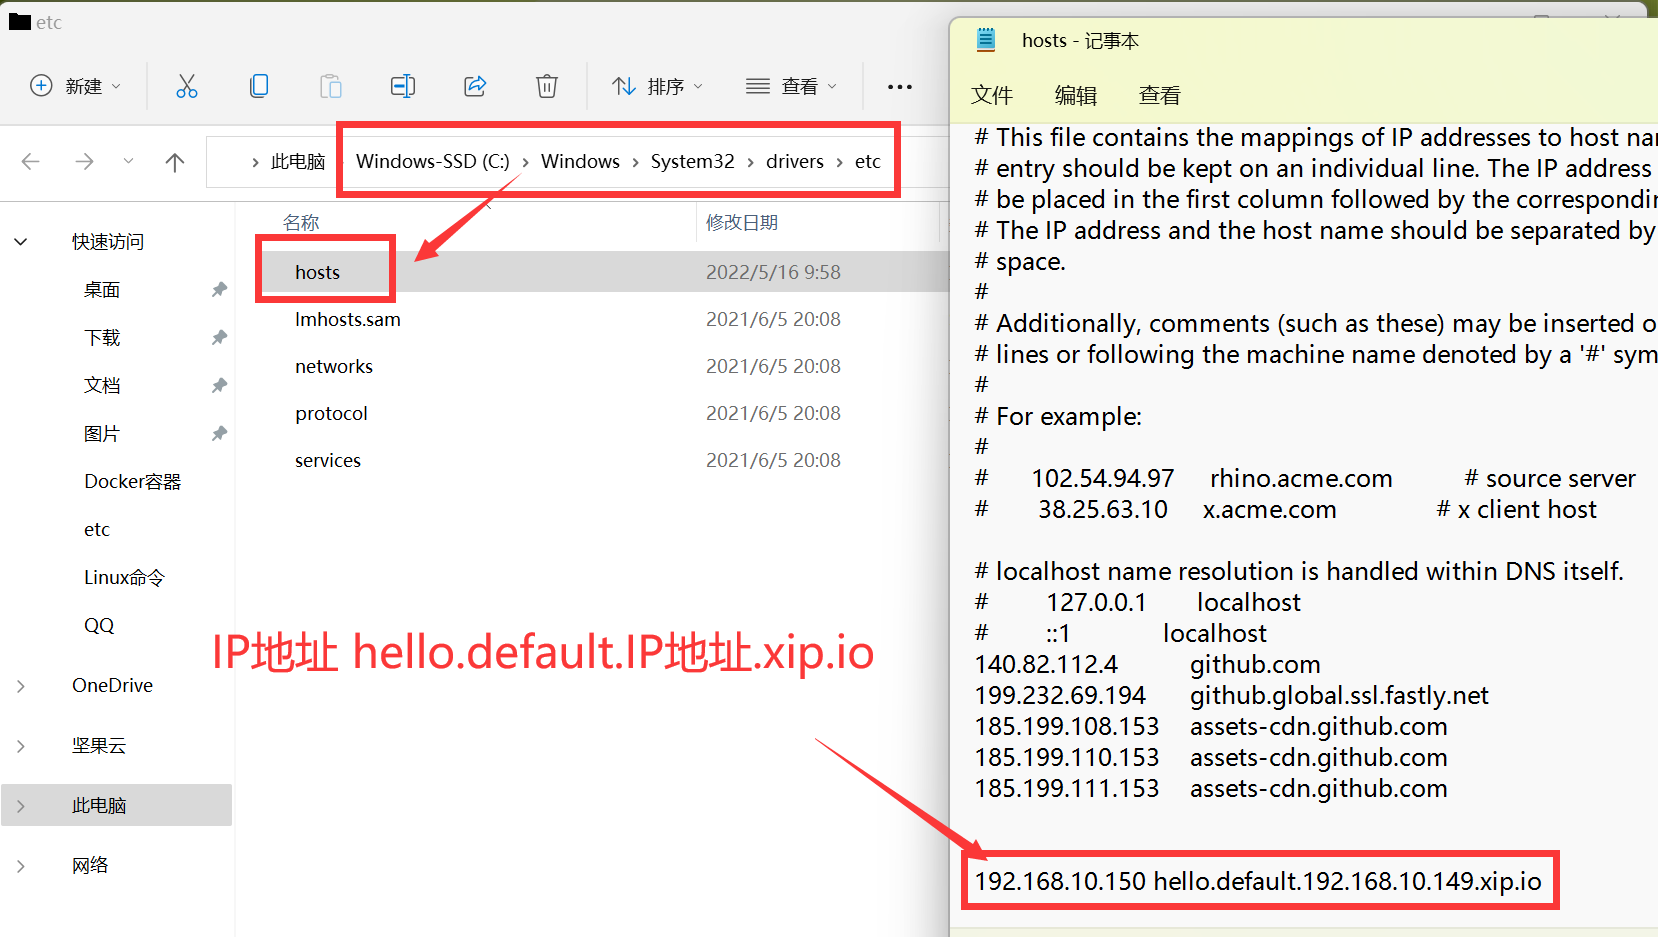 etc
新建
排序
查看
此电脑 Windows-SSD (C:) Windows System32 drivers etc
名称 修改日期
快速访问
桌面
下载
文档
图片
Docker容器
etc
Linux命令
QQ
OneDrive
坚果云
此电脑
网络
hosts 2022/5/16 9:58
lmhosts.sam 2021/6/5 20:08
networks 2021/6/5 20:08
protocol 2021/6/5 20:08
services 2021/6/5 20:08
IP地址 hello.default.IP地址.xip.io
hosts - 记事本
文件 编辑 查看
# This file contains the mappings of IP addresses to host
# entry should be kept on an individual line. The IP address
# be placed in the first column followed by the
# The IP address and the host name should be separated by
# space.
#
# Additionally, comments (such as these) may be inserted
# lines or following the machine name denoted by a '#'
#
# For example:
#
# 102.54.94.97 rhino.acme.com # source server
# 38.25.63.10 x.acme.com # x client host
# localhost name resolution is handled within DNS itself.
# 127.0.0.1 localhost
# ::1 localhost
140.82.112.4 github.com
199.232.69.194 github.global.ssl.fastly.net
185.199.108.153 assets-cdn.github.com
185.199.110.153 assets-cdn.github.com
185.199.111.153 assets-cdn.github.com
192.168.10.150 hello.default.192.168.10.149.xip.io